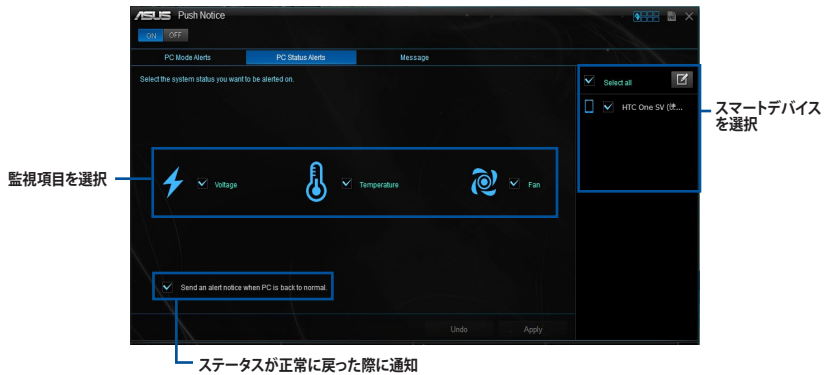 ASUS Push Notice
ON OFF
PC Mode Alerts PC Status Alerts Message
Select the system status you want to be alerted on.
Select all
HTC One SV (th...
スマートデバイス
を選択
監視項目を選択
Voltage Temperature Fan
Send an alert notice when PC is back to normal.
Undo Apply
ステータスが正常に戻った際に通知